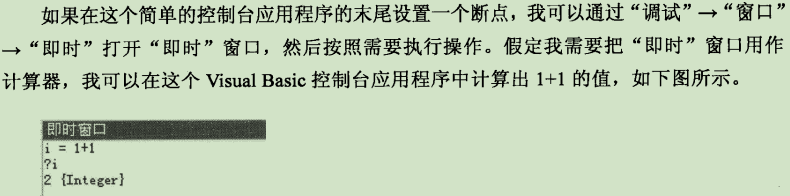 如果在这个简单的控制台应用程序的末尾设置一个断点，我可以通过“调试”→“窗口”
→“即时”打开“即时”窗口，然后按照需要执行操作。假定我需要把“即时”窗口用作
计算器，我可以在这个 Visual Basic 控制台应用程序中计算出 1+1 的值，如下图所示。
即时窗口
i = 1+1
?i
2 {Integer}